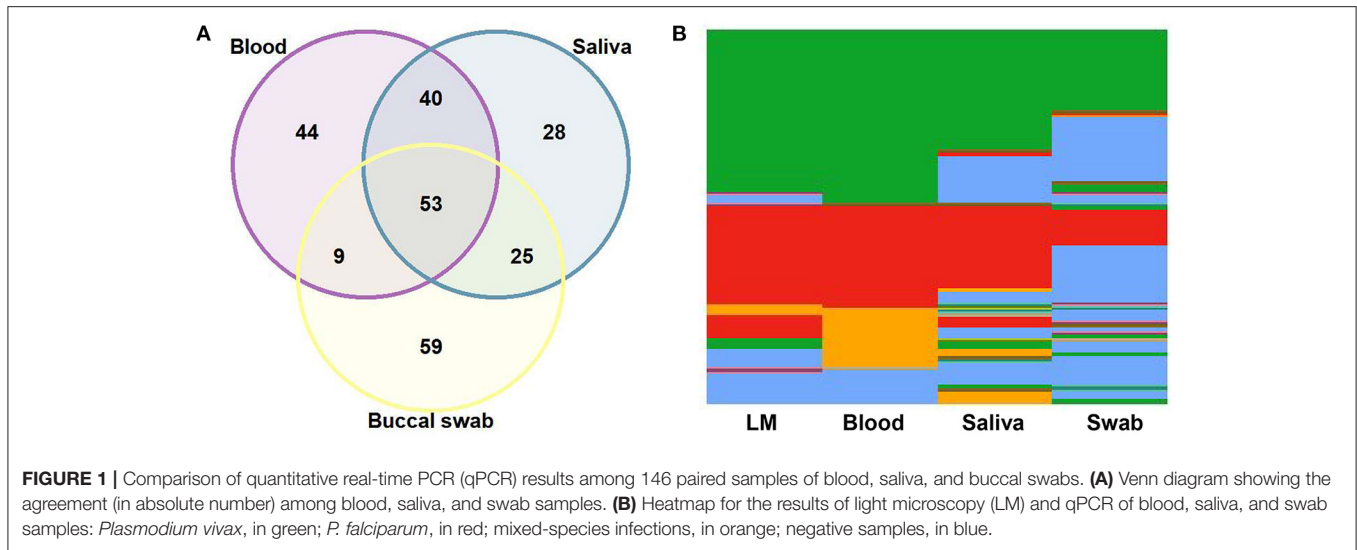 A
B
Blood
Saliva
40
44
28
53
9
25
59
Buccal swab
LM Blood Saliva Swab
FIGURE 1 | Comparison of quantitative real-time PCR (qPCR) results among 146 paired samples of blood, saliva, and buccal swabs. (A) Venn diagram showing the
agreement (in absolute number) among blood, saliva, and swab samples. (B) Heatmap for the results of light microscopy (LM) and qPCR of blood, saliva, and swab
samples: Plasmodium vivax, in green; P. falciparum, in red; mixed-species infections, in orange; negative samples, in blue.